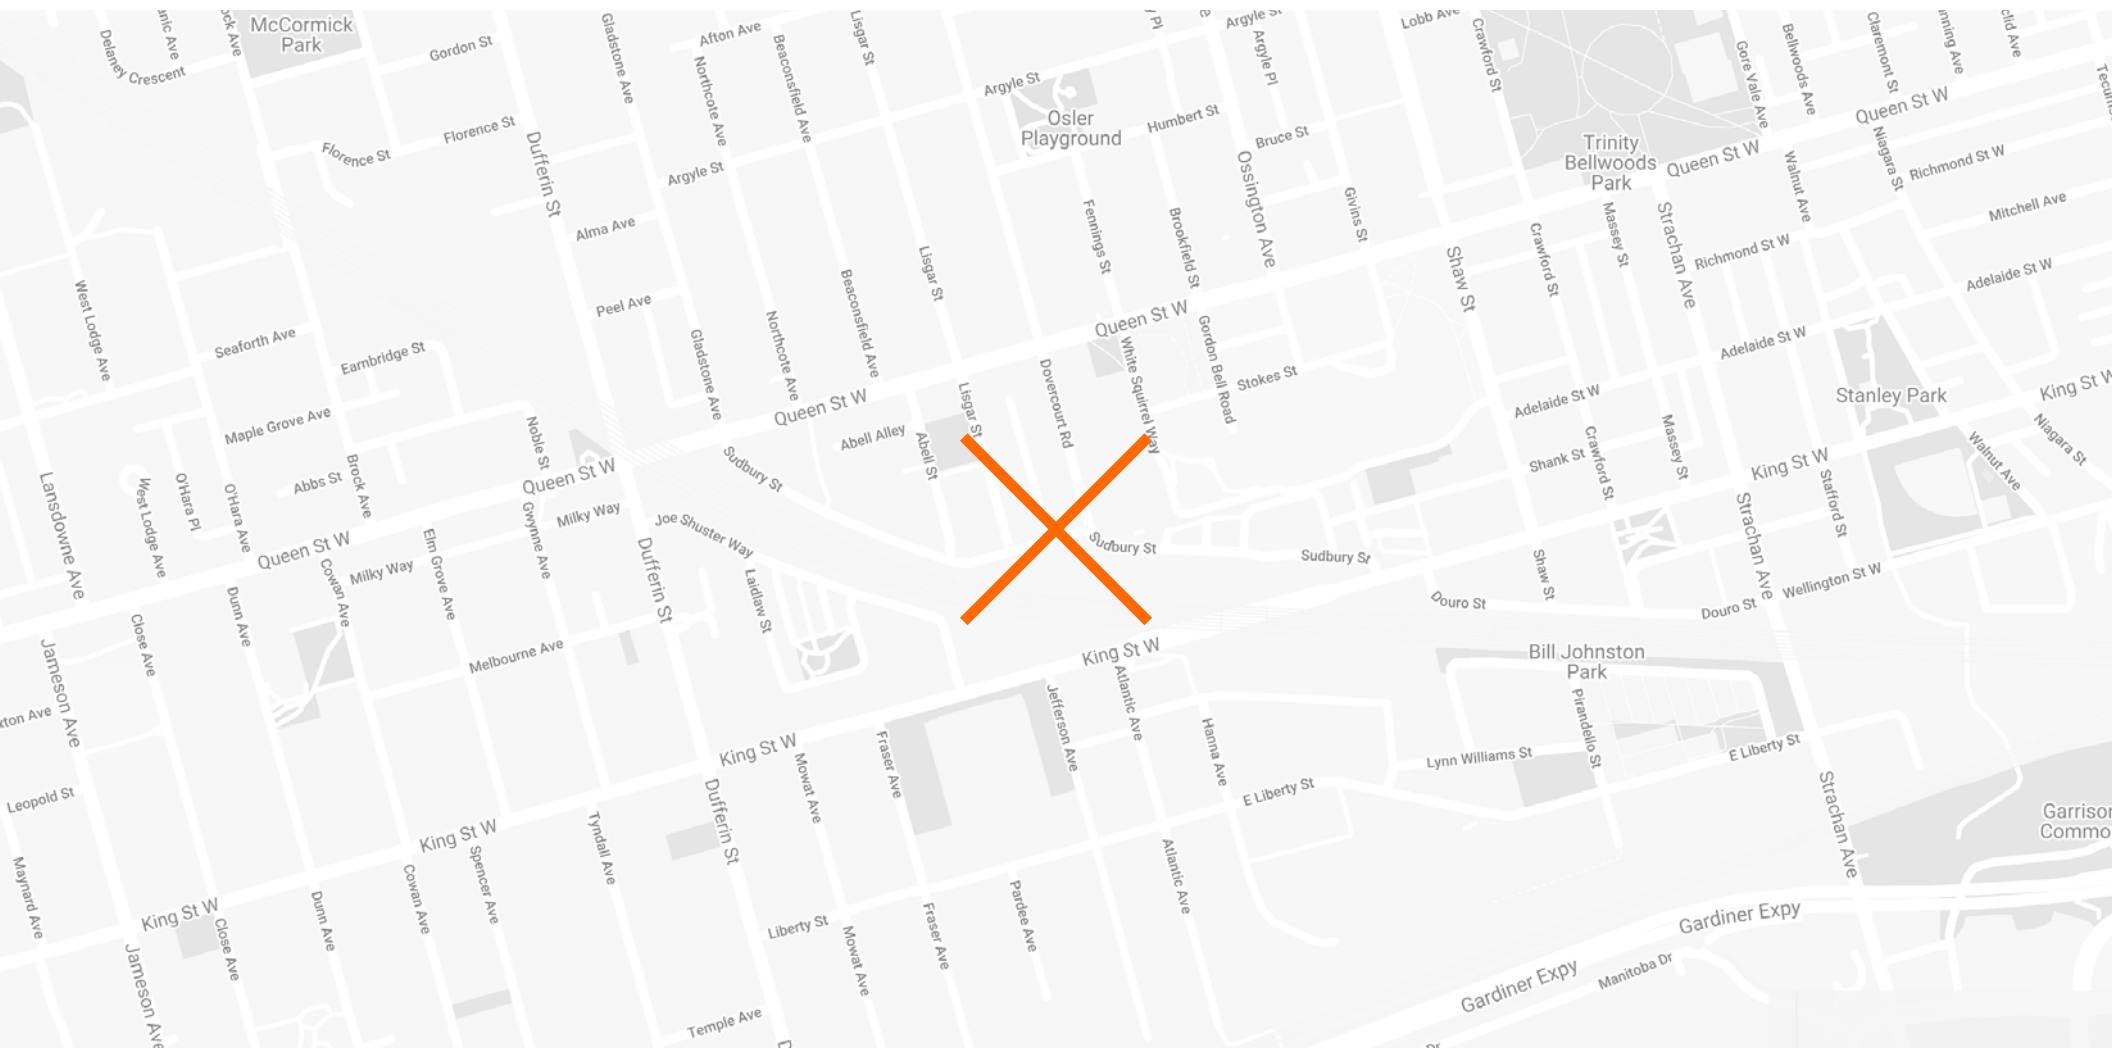 McCormick
Park
Delaney Crescent
Gordon St
Gladstone Ave
Afton Ave
Beaconsfield Ave
Lisgar St
Northcote Ave
Argyle St
Argyle Pl
Lobb Ave
Crawford St
Gore Vale Ave
Bellwoods Ave
Claremont St
Argyle St
Osler
Playground
Humbert St
Bruce St
Trinity
Bellwoods
Park
Queen St W
Queen St W
Niagara St
Richmond St W
Mitchell Ave
Florence St
Florence St
Dufferin St
Argyle St
Alma Ave
Peel Ave
Fennings St
Brookfield St
Ossington Ave
Givins St
Walnut Ave
Massey St
Strachan Ave
Richmond St W
Adelaide St W
Crawford St
Shaw St
Lisgar St
Beaconsfield Ave
Northcote Ave
Gladstone Ave
West Lodge Ave
Seaforth Ave
Earnbridge St
Queen St W
White Squirrel Way
Gordon Bell Road
Stokes St
Adelaide St W
Adelaide St W
Stanley Park
King St W
Niagara St
Walnut Ave
Maple Grove Ave
Noble St
Queen St W
Lisgar St
Dovercourt Rd
Abell Alley
Abell St
Sudbury St
Shank St
Crawford St
Massey St
King St W
Stafford St
Lansdowne Ave
West Lodge Ave
O'Hara Pl
O'Hara Ave
Abbs St
Brock Ave
Queen St W
Gwynne Ave
Milky Way
Joe Shuster Way
Sudbury St
Sudbury St
Shaw St
Strachan Ave
Wellington St W
Queen St W
Cowan Ave
Milky Way
Elm Grove Ave
Dufferin St
Laidlaw St
Douro St
Douro St
Jameson Ave
Close Ave
Dunn Ave
Melbourne Ave
King St W
Bill Johnston
Park
Jefferson Ave
Atlantic Ave
Hanna Ave
Pirandello St
Lynn Williams St
E Liberty St
E Liberty St
King St W
Fraser Ave
Mowat Ave
Dufferin St
Leopold St
King St W
Tyndall Ave
Spencer Ave
Cowan Ave
Maynard Ave
King St W
Close Ave
Dunn Ave
Jameson Ave
Liberty St
Mowat Ave
Fraser Ave
Pardee Ave
Atlantic Ave
Strachan Ave
Gardiner Expy
Gardiner Expy
Manitoba Dr
Temple Ave